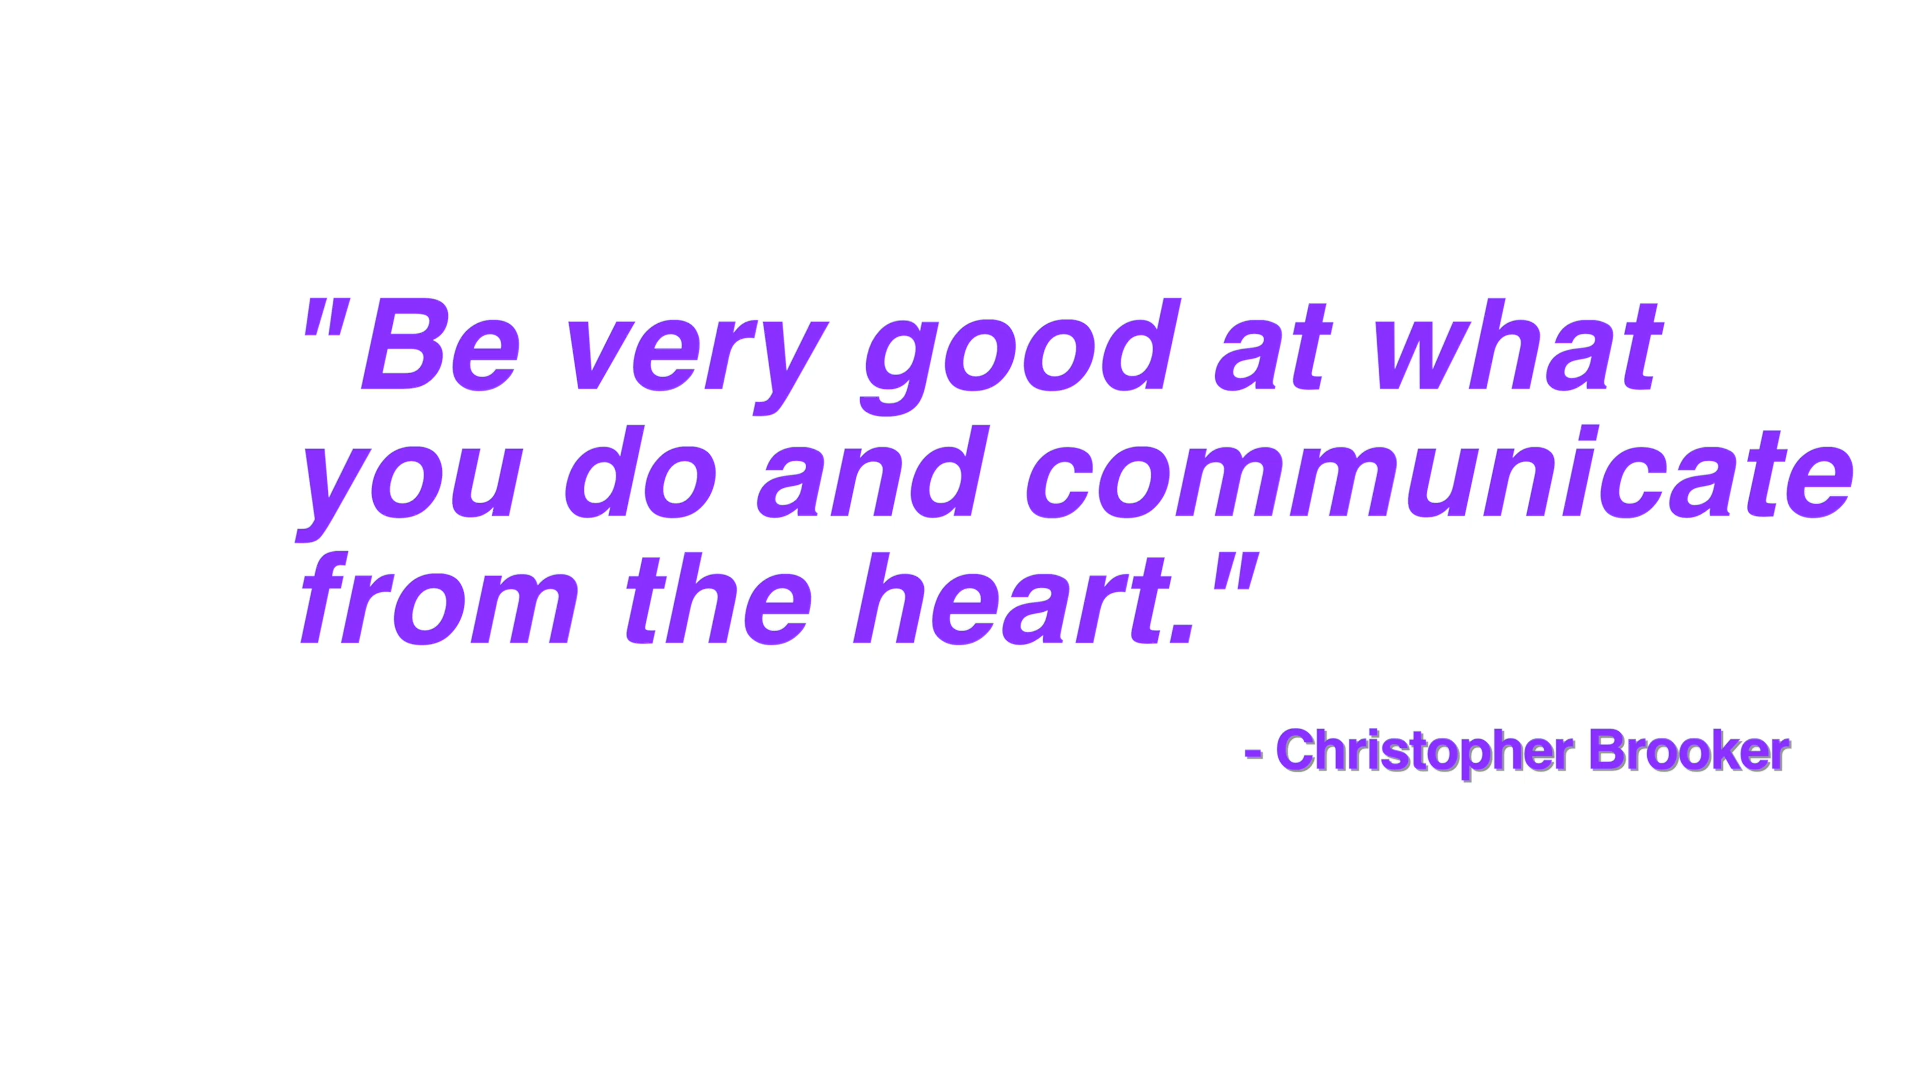 "Be very good at what
you do and communicate
from the heart."
- Christopher Brooker